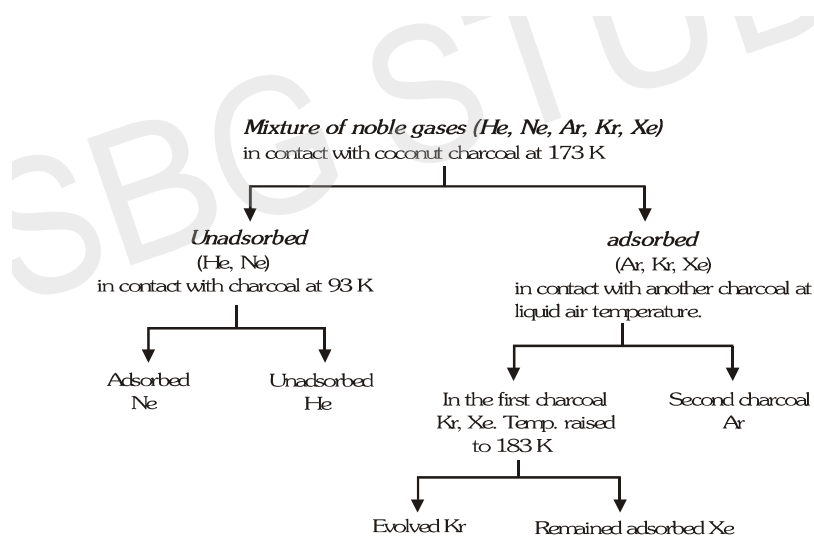 SBG STUD
Mixture of noble gases (He, Ne, Ar, Kr, Xe)
in contact with coconut charcoal at 173 K
Unadsorbed
(He, Ne)
in contact with charcoal at 93 K
adsorbed
(Ar, Kr, Xe)
in contact with another charcoal at
liquid air temperature.
Adsorbed
Ne
Unadsorbed
He
In the first charcoal
Kr, Xe. Temp. raised
to 183 K
Second charcoal
Ar
Evolved Kr
Remained adsorbed Xe